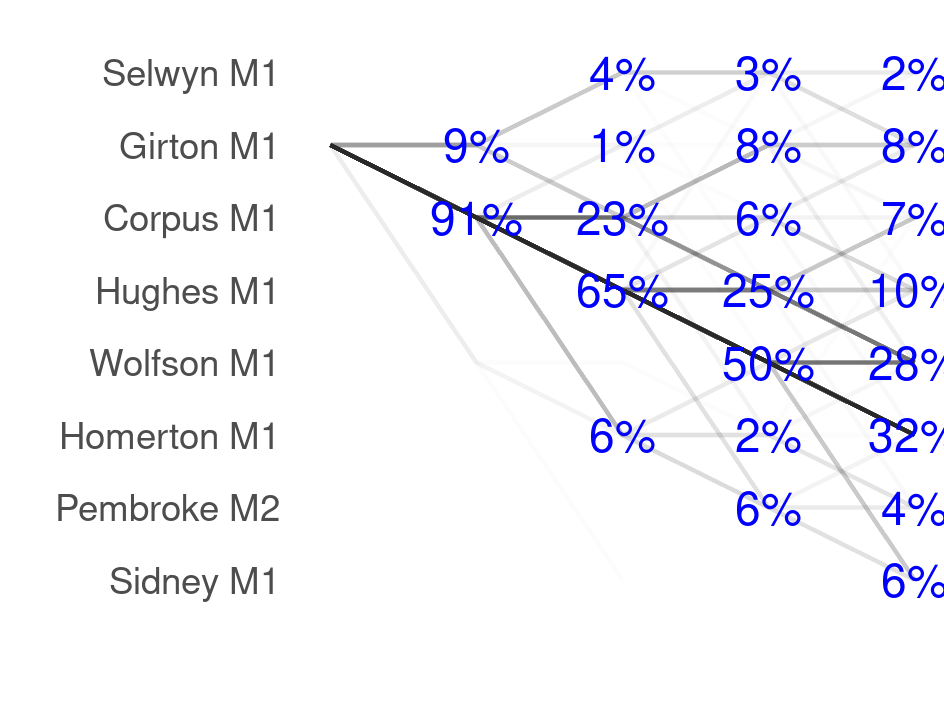 Selwyn M1 4% 3% 2%
Girton M1 9% 1% 8% 8%
Corpus M1 91% 23% 6% 7%
Hughes M1 65% 25% 10%
Wolfson M1 50% 28%
Homerton M1 6% 2% 32%
Pembroke M2 6% 4%
Sidney M1 6%